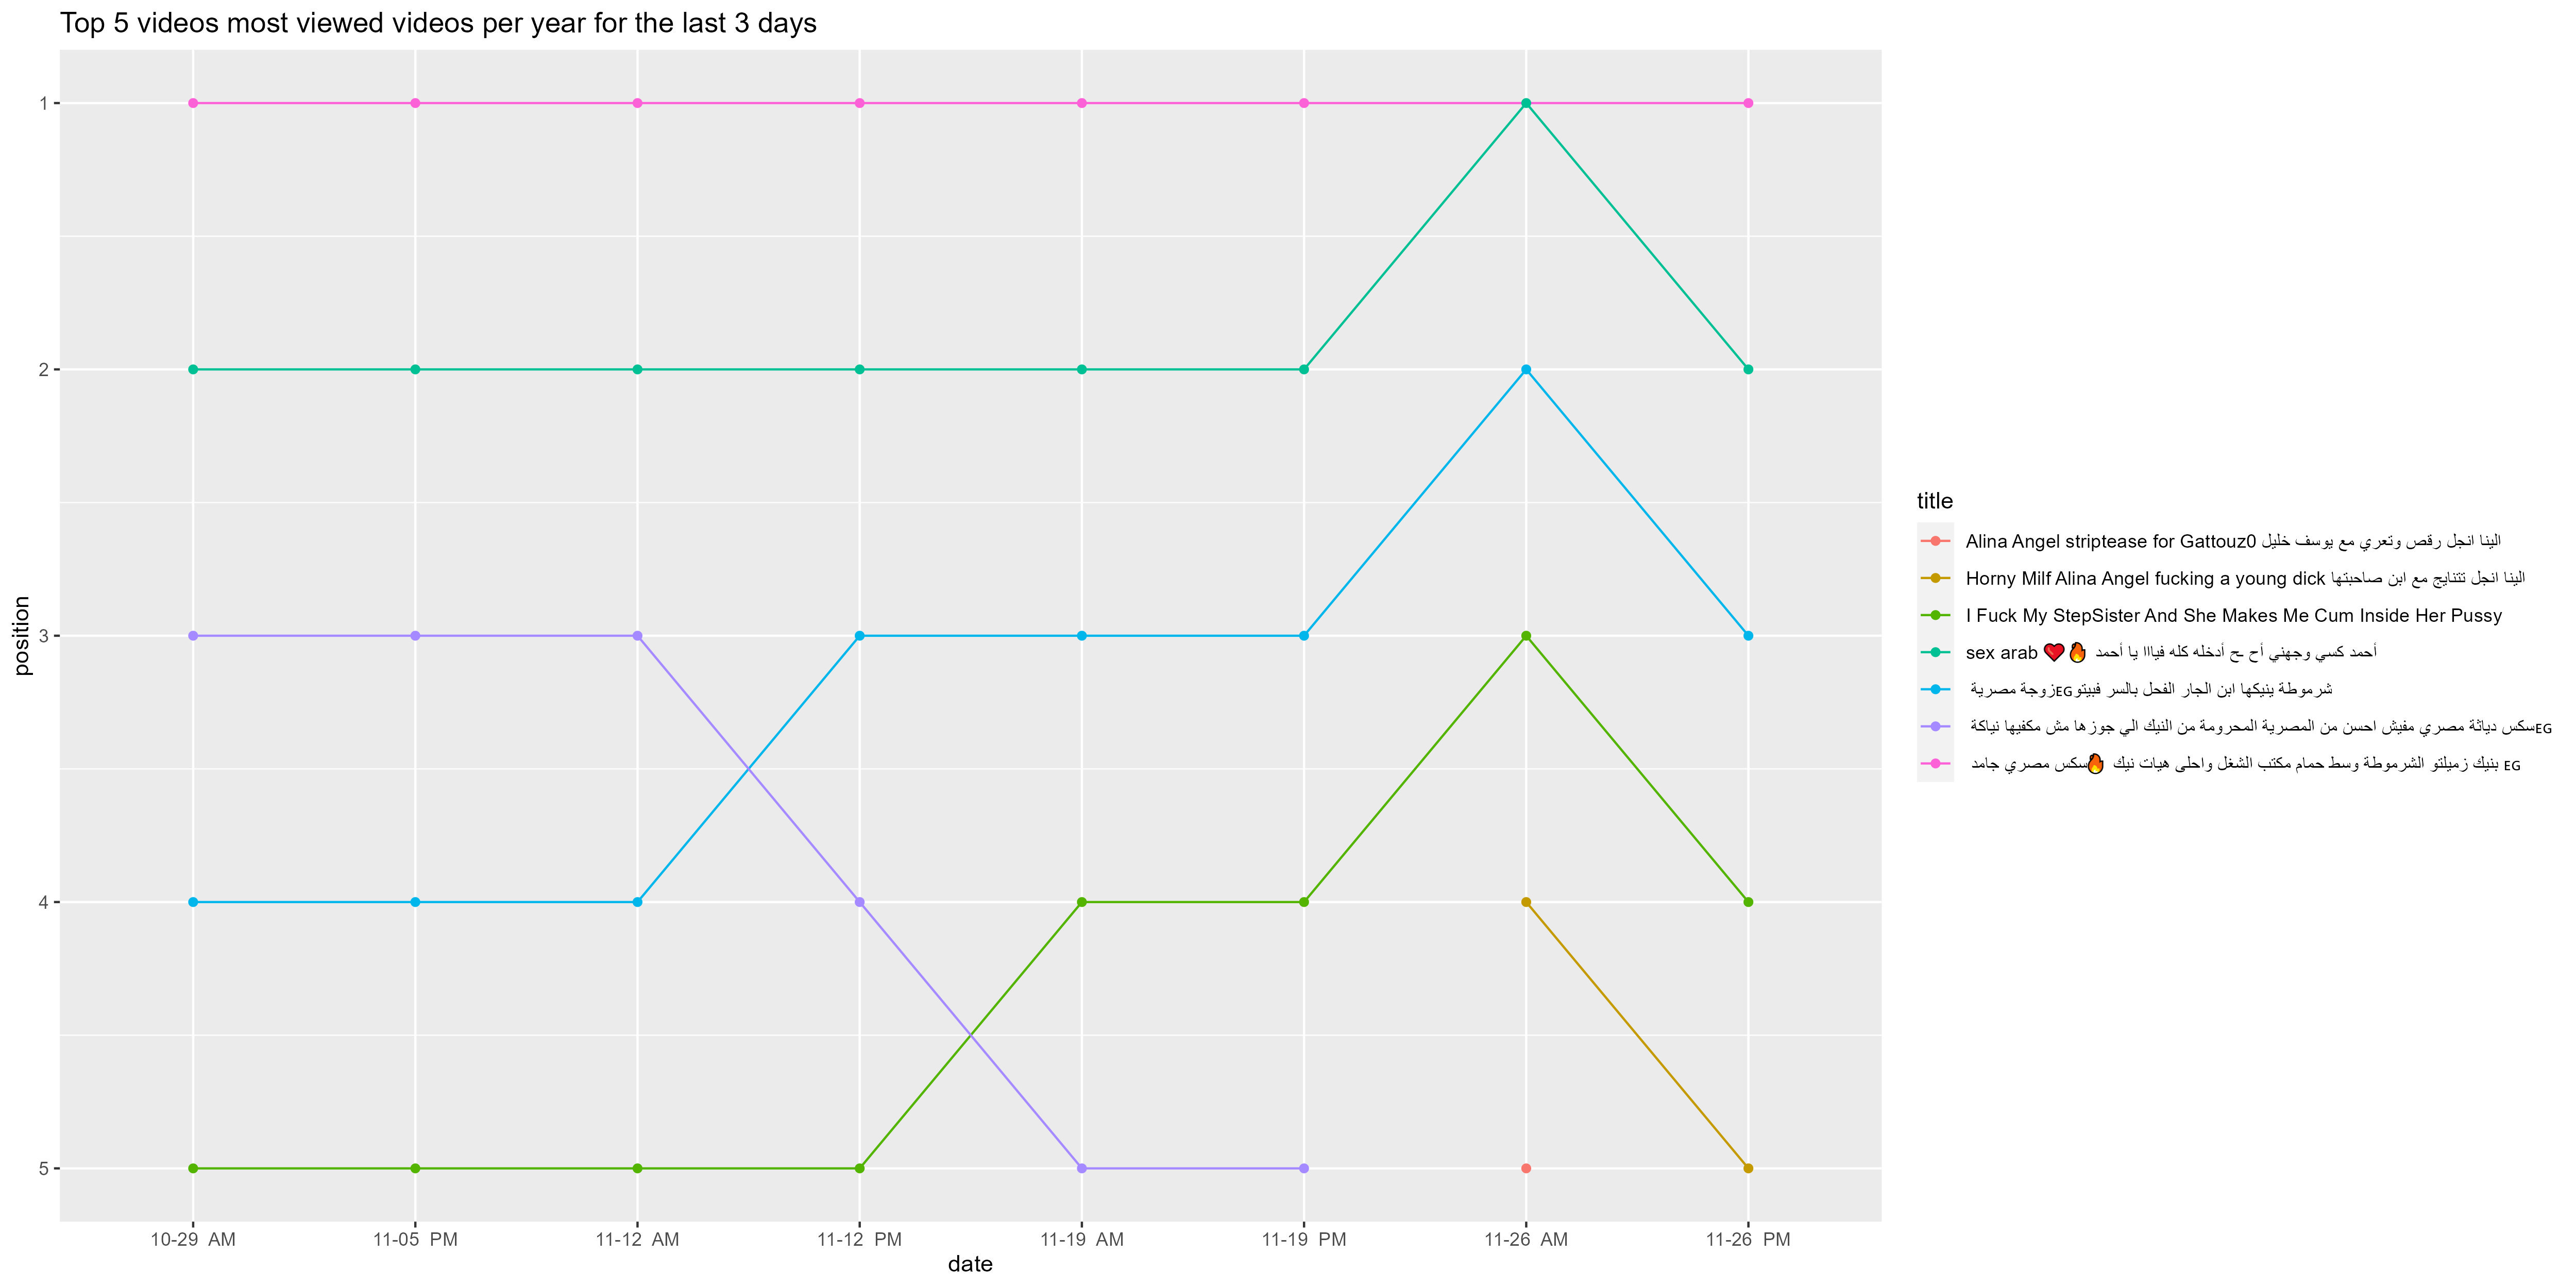 Top 5 videos most viewed videos per year for the last 3 days
position
1
2
3
4
5
10-29 AM
11-05 PM
11-12 AM
11-12 PM
11-19 AM
11-19 PM
11-26 AM
11-26 PM
date
title
Alina Angel striptease for Gattouz0 الينا انجل رقص وتعري مع يوسف خليل
Horny Milf Alina Angel fucking a young dick الينا انجل تتنايج مع ابن صاحبتها
I Fuck My StepSister And She Makes Me Cum Inside Her Pussy
sex arab ❤️🔥 أحمد كسي وجهني أح ـح أدخله كله فيااا يا أحمد
زوجة مصريةEGشرموطة ينيكها ابن الجار الفحل بالسر فبيتو
EGسكس دياثة مصري مفيش احسن من المصرية المحرومة من النيك الي جوزها مش مكفيها نياكة
سكس مصري جامد🔥 بنيك زميلتو الشرموطة وسط حمام مكتب الشغل واحلى هيات نيك EG